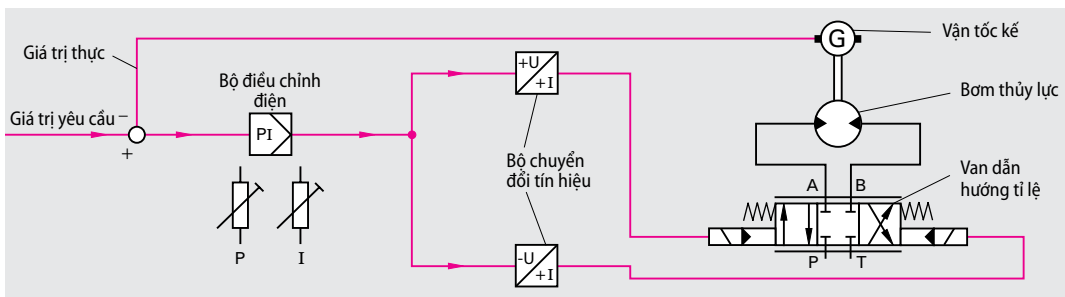 Giá trị thực
Giá trị yêu cầu
−
+
Bộ điều chỉnh
điện
PI
P
I
+U
+I
Bộ chuyển
đổi tín hiệu
-U
+I
G
Vận tốc kế
Bơm thủy lực
Van dẫn
hướng tỉ lệ
A
B
P
T